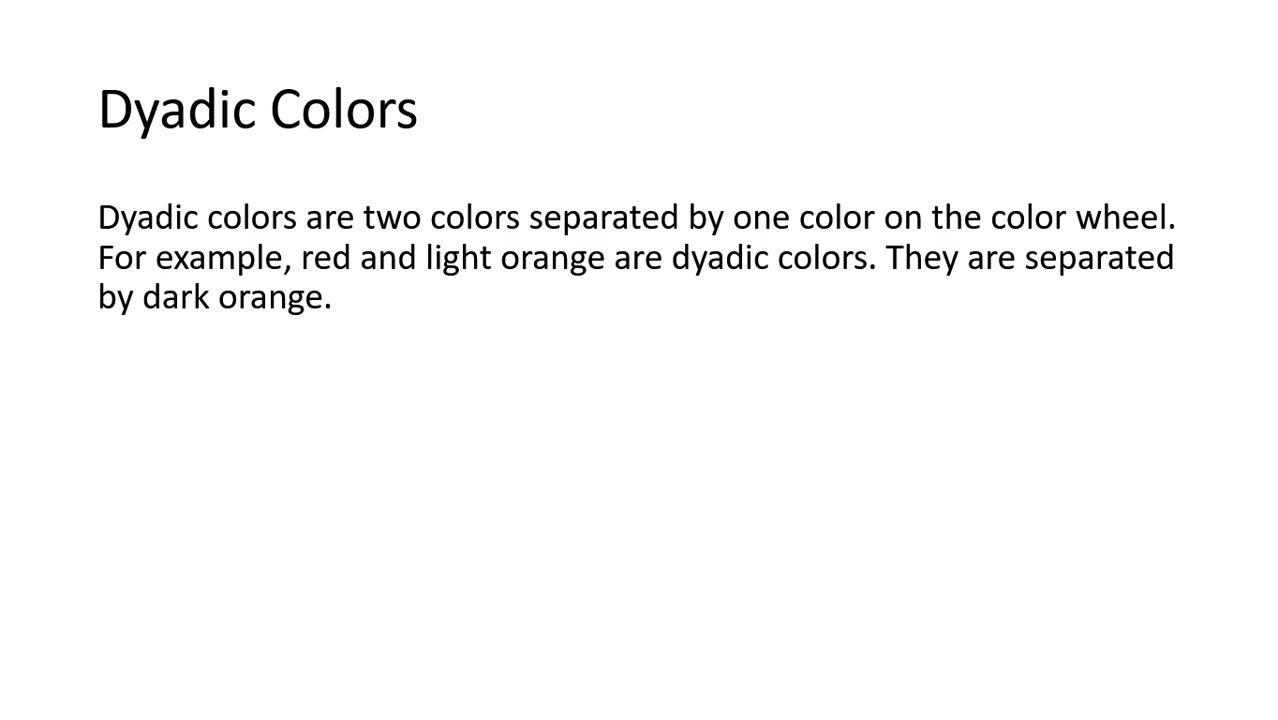 Dyadic Colors
Dyadic colors are two colors separated by one color on the color wheel.
For example, red and light orange are dyadic colors. They are separated
by dark orange.